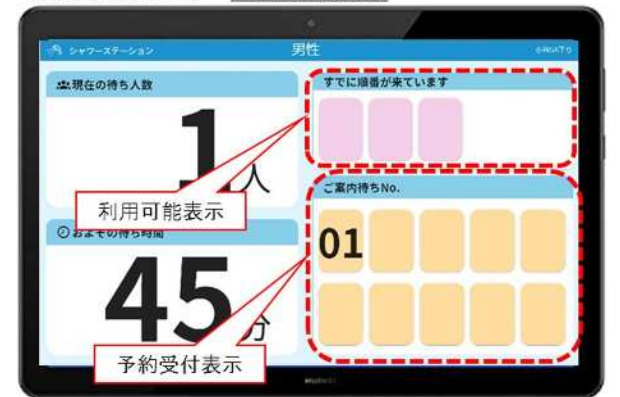 シャワーステーション
男性
現在の待ち人数
1人
すでに順番が来ています
利用可能表示
ご案内待ちNo.
01
およその待ち時間
45分
予約受付表示